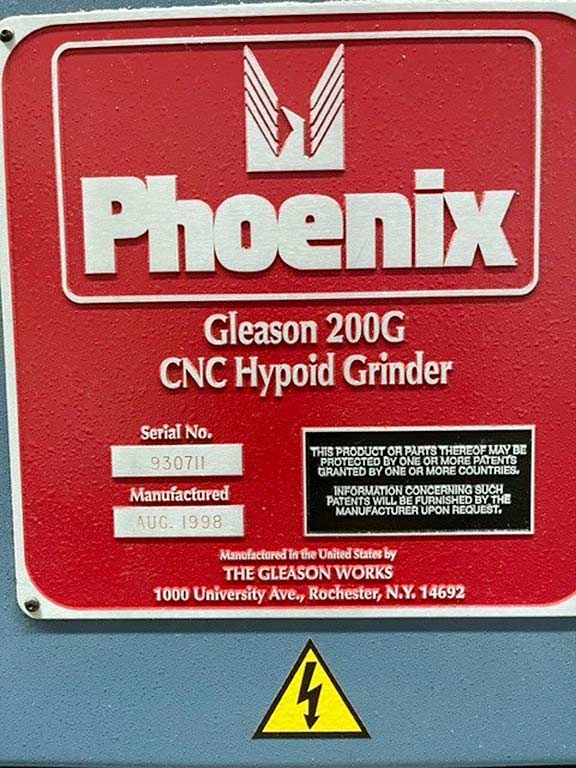 Phoenix
Gleason 200G
CNC Hypoid Grinder
Serial No.
930711
Manufactured
AUG. 1998
THIS PRODUCT OR PARTS THEREOF MAY BE
PROTECTED BY ONE OR MORE PATENTS
GRANTED BY ONE OR MORE COUNTRIES.
INFORMATION CONCERNING SUCH
PATENTS WILL BE FURNISHED BY THE
MANUFACTURER UPON REQUEST.
Manufactured in the United States by
THE GLEASON WORKS
1000 University Ave., Rochester, N.Y. 14692